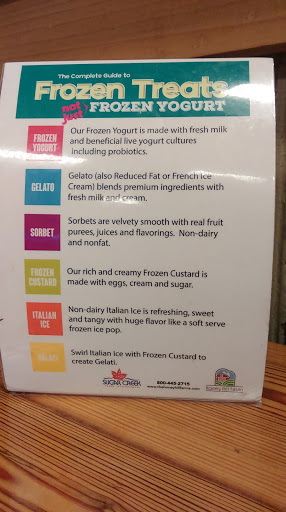 The Complete Guide to
Frozen Treats
not just > FROZEN YOGURT
FROZEN
YOGURT
Our Frozen Yogurt is made with fresh milk
and beneficial live yogurt cultures
including probiotics.
GELATO
Gelato (also Reduced Fat or French Ice
Cream) blends premium ingredients with
fresh milk and cream.
SORBET
Sorbets are velvety smooth with real fruit
purees, juices and flavorings. Non-dairy
and nonfat.
FROZEN
CUSTARD
Our rich and creamy Frozen Custard is
made with eggs, cream and sugar.
ITALIAN
ICE
Non-dairy Italian Ice is refreshing, sweet
and tangy with huge flavor like a soft serve
frozen ice pop.
GELATI
Swirl Italian Ice with Frozen Custard to
create Gelati.
SUGAR CREEK
800-445-2715